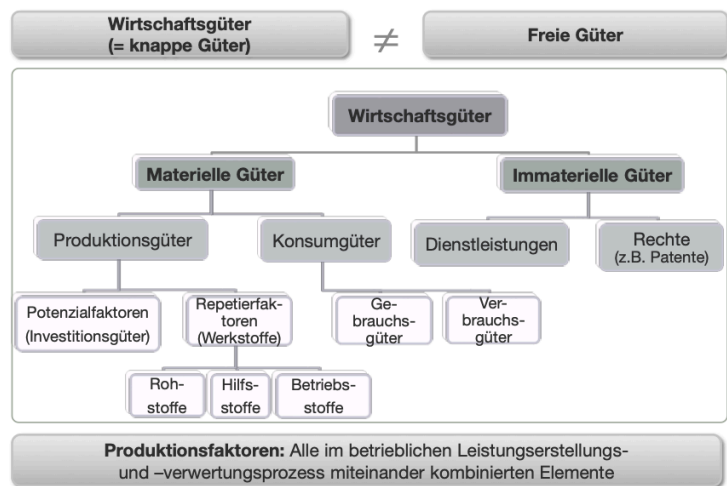 Wirtschaftsgüter
(= knappe Güter)
≠
Freie Güter
Wirtschaftsgüter
Materielle Güter
Immaterielle Güter
Produktionsgüter
Konsumgüter
Dienstleistungen
Rechte
(z.B. Patente)
Potenzialfaktoren
(Investitionsgüter)
Repetierfak-
toren
(Werkstoffe)
Ge-
brauchs-
güter
Ver-
brauchs-
güter
Roh-
stoffe
Hilfs-
stoffe
Betriebs-
stoffe
Produktionsfaktoren: Alle im betrieblichen Leistungserstellungs-
und –verwertungsprozess miteinander kombinierten Elemente